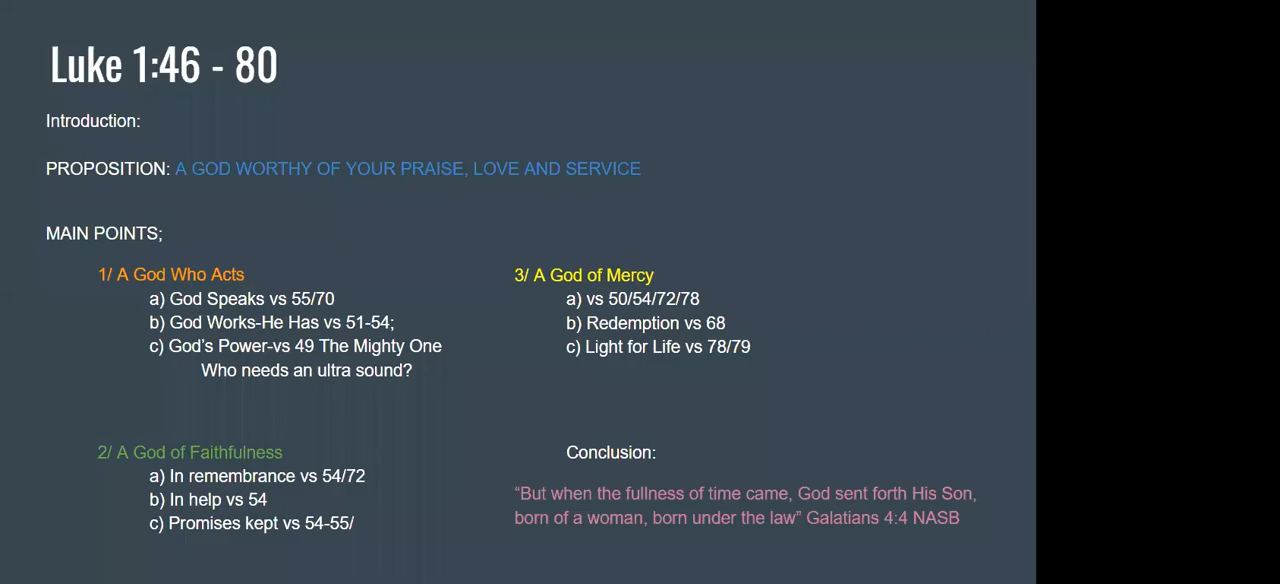 Luke 1:46 - 80
Introduction:
PROPOSITION: A GOD WORTHY OF YOUR PRAISE, LOVE AND SERVICE
MAIN POINTS;
1/ A God Who Acts
a) God Speaks vs 55/70
b) God Works-He Has vs 51-54;
c) God’s Power-vs 49 The Mighty One
Who needs an ultra sound?
2/ A God of Faithfulness
a) In remembrance vs 54/72
b) In help vs 54
c) Promises kept vs 54-55/
3/ A God of Mercy
a) vs 50/54/72/78
b) Redemption vs 68
c) Light for Life vs 78/79
Conclusion:
“But when the fullness of time came, God sent forth His Son,
born of a woman, born under the law” Galatians 4:4 NASB